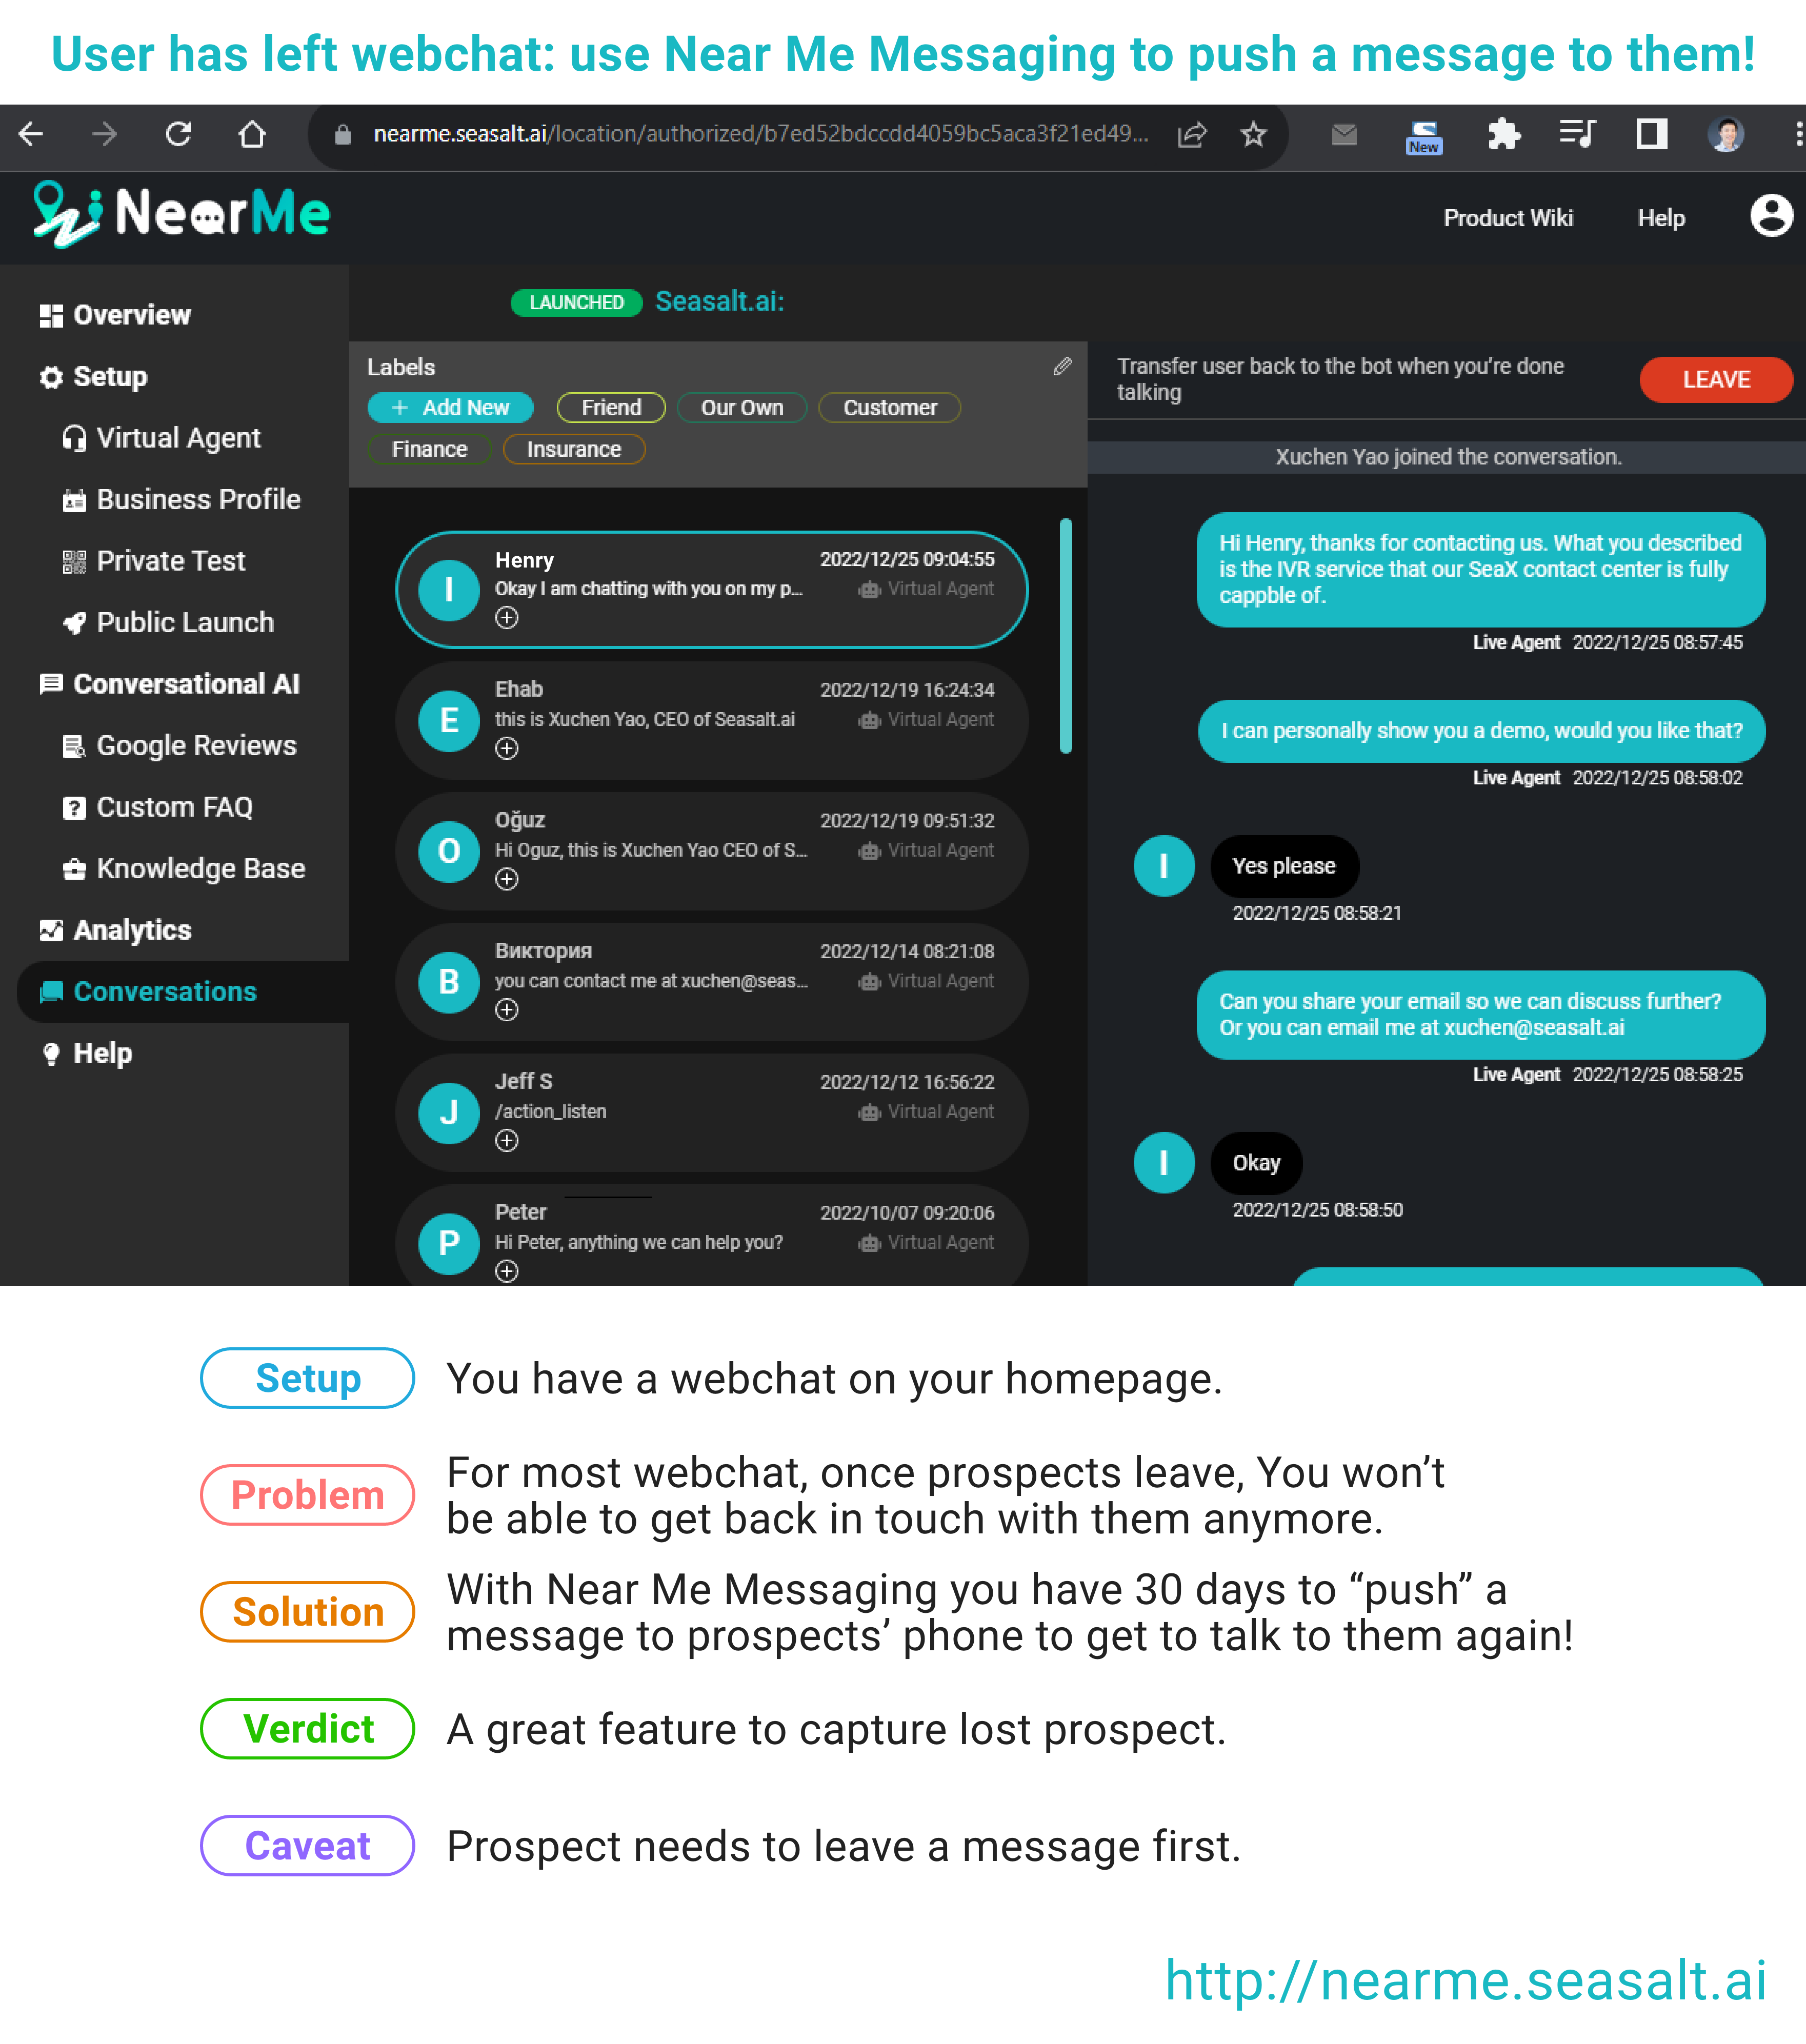 User has left webchat: use Near Me Messaging to push a message to them!
nearme.seasalt.ai/location/authorized/b7ed52bdccdd4059bc5aca3f21ed49...
New
NearMe
Product Wiki
Help
Overview
Setup
Virtual Agent
Business Profile
Private Test
Public Launch
Conversational AI
Google Reviews
Custom FAQ
Knowledge Base
Analytics
Conversations
Help
LAUNCHED
Seasalt.ai:
Labels
+ Add New
Friend
Our Own
Customer
Finance
Insurance
I
Henry
2022/12/25 09:04:55
Okay I am chatting with you on my p...
Virtual Agent
E
Ehab
2022/12/19 16:24:34
this is Xuchen Yao, CEO of Seasalt.ai
Virtual Agent
O
Oğuz
2022/12/19 09:51:32
Hi Oguz, this is Xuchen Yao CEO of S...
Virtual Agent
В
Виктория
2022/12/14 08:21:08
you can contact me at xuchen@seas...
Virtual Agent
J
Jeff S
2022/12/12 16:56:22
/action_listen
Virtual Agent
P
Peter
2022/10/07 09:20:06
Hi Peter, anything we can help you?
Virtual Agent
Transfer user back to the bot when you're done
talking
LEAVE
Xuchen Yao joined the conversation.
Hi Henry, thanks for contacting us. What you described
is the IVR service that our SeaX contact center is fully
cappble of.
Live Agent 2022/12/25 08:57:45
I can personally show you a demo, would you like that?
Live Agent 2022/12/25 08:58:02
I
Yes please
2022/12/25 08:58:21
Can you share your email so we can discuss further?
Or you can email me at xuchen@seasalt.ai
Live Agent 2022/12/25 08:58:25
I
Okay
2022/12/25 08:58:50
Setup
You have a webchat on your homepage.
Problem
For most webchat, once prospects leave, You won't
be able to get back in touch with them anymore.
Solution
With Near Me Messaging you have 30 days to “push” a
message to prospects’ phone to get to talk to them again!
Verdict
A great feature to capture lost prospect.
Caveat
Prospect needs to leave a message first.
http://nearme.seasalt.ai